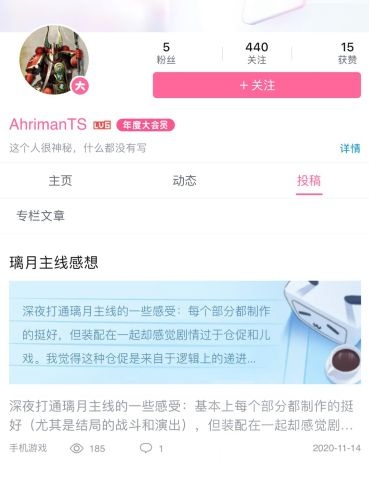 5
440
15
粉丝
关注
获赞
大
+ 关注
AhrimanTS LV6 年度大会员
这个人很神秘，什么都没有写
详情
主页
动态
投稿
专栏文章
璃月主线感想
深夜打通璃月主线的一些感受：每个部分都制作
的挺好，但装配在一起却感觉剧情过于仓促和儿
戏。我觉得这种仓促是来自于逻辑上的递进...
深夜打通璃月主线的一些感受：基本上每个部分都制作的挺
好（尤其是结局的战斗和演出），但装配在一起却感觉剧...
手机游戏
185
1
2020-11-14